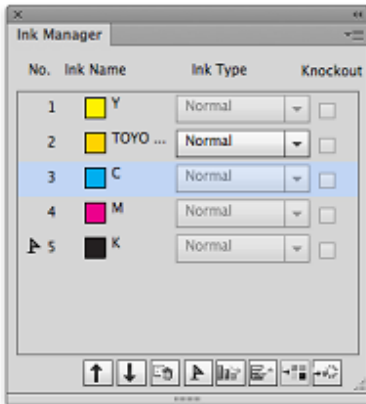 Ink Manager
No. Ink Name Ink Type Knockout
1 Y Normal
2 TOYO ... Normal
3 C Normal
4 M Normal
5 K Normal